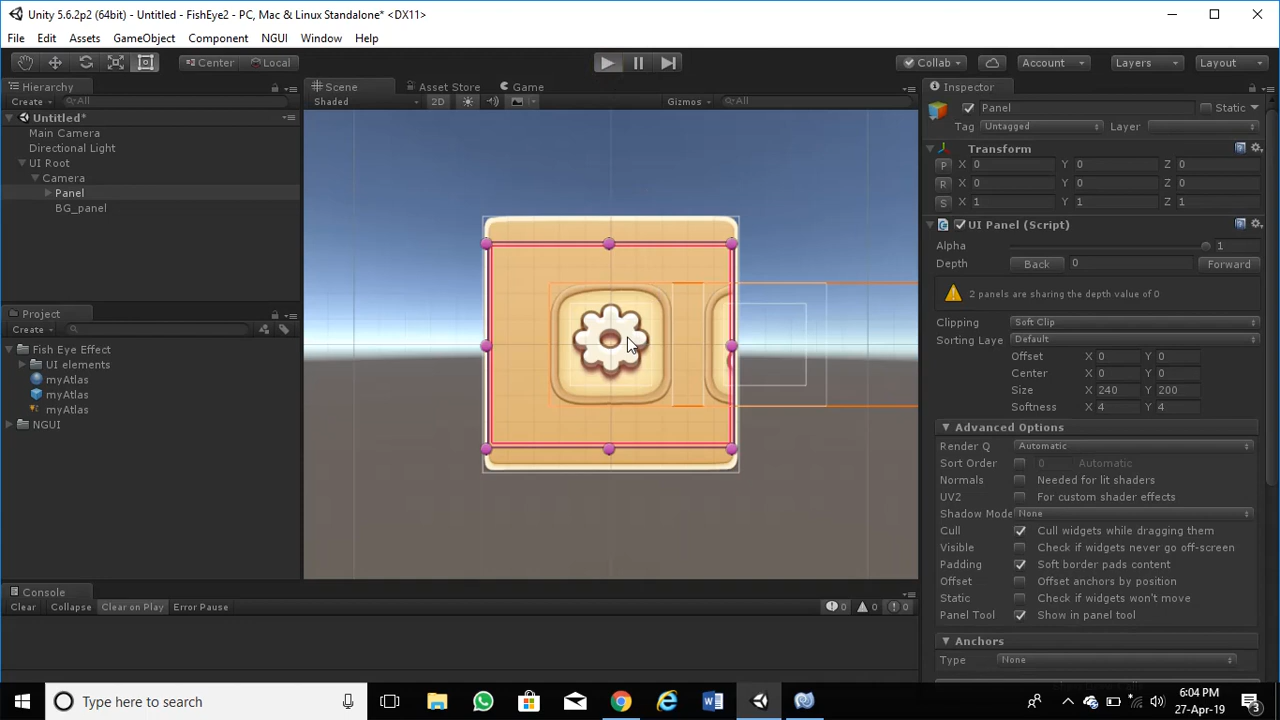 Unity 5.6.2p2 (64bit) - Untitled - FishEye2 - PC, Mac & Linux Standalone* <DX11>
File Edit Assets GameObject Component NGUI Window Help
Center Local Collab Account Layers Layout
Hierarchy
Create All
Untitled*
Main Camera
Directional Light
UI Root
Camera
Panel
BG_panel
Project
Create
Fish Eye Effect
UI elements
myAtlas
myAtlas
myAtlas
NGUI
Scene Asset Store Game
Shaded 2D Gizmos All
Console
Clear Collapse Clear on Play Error Pause 0 0 0
Inspector
Panel Static
Tag Untagged Layer
Transform
P X 0 Y 0 Z 0
R X 0 Y 0 Z 0
S X 1 Y 1 Z 1
UI Panel (Script)
Alpha 1
Depth Back 0 Forward
2 panels are sharing the depth value of 0
Clipping Soft Clip
Sorting Laye Default
Offset X 0 Y 0
Center X 0 Y 0
Size X 240 Y 200
Softness X 4 Y 4
Advanced Options
Render Q Automatic
Sort Order 0 Automatic
Normals Needed for lit shaders
UV2 For custom shader effects
Shadow Mode None
Cull Cull widgets while dragging them
Visible Check if widgets never go off-screen
Padding Soft border pads content
Offset Offset anchors by position
Static Check if widgets won't move
Panel Tool Show in panel tool
Anchors
Type None
Type here to search
6:04 PM
27-Apr-19
3